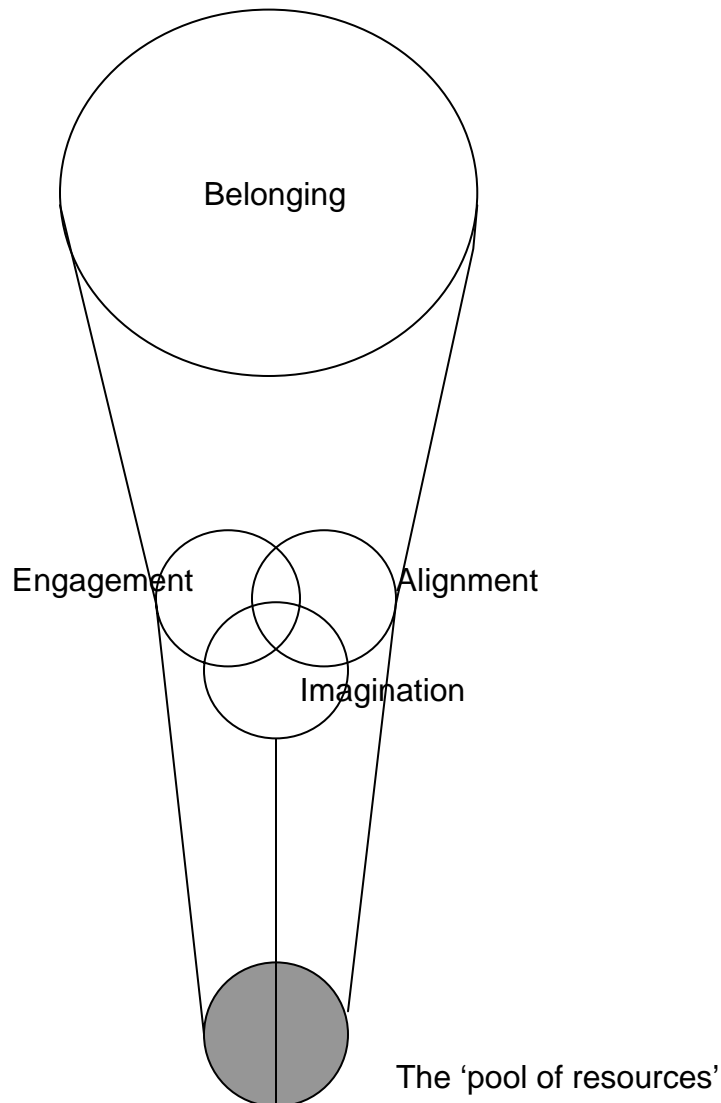 Belonging
Engagement
Alignment
Imagination
The ‘pool of resources’